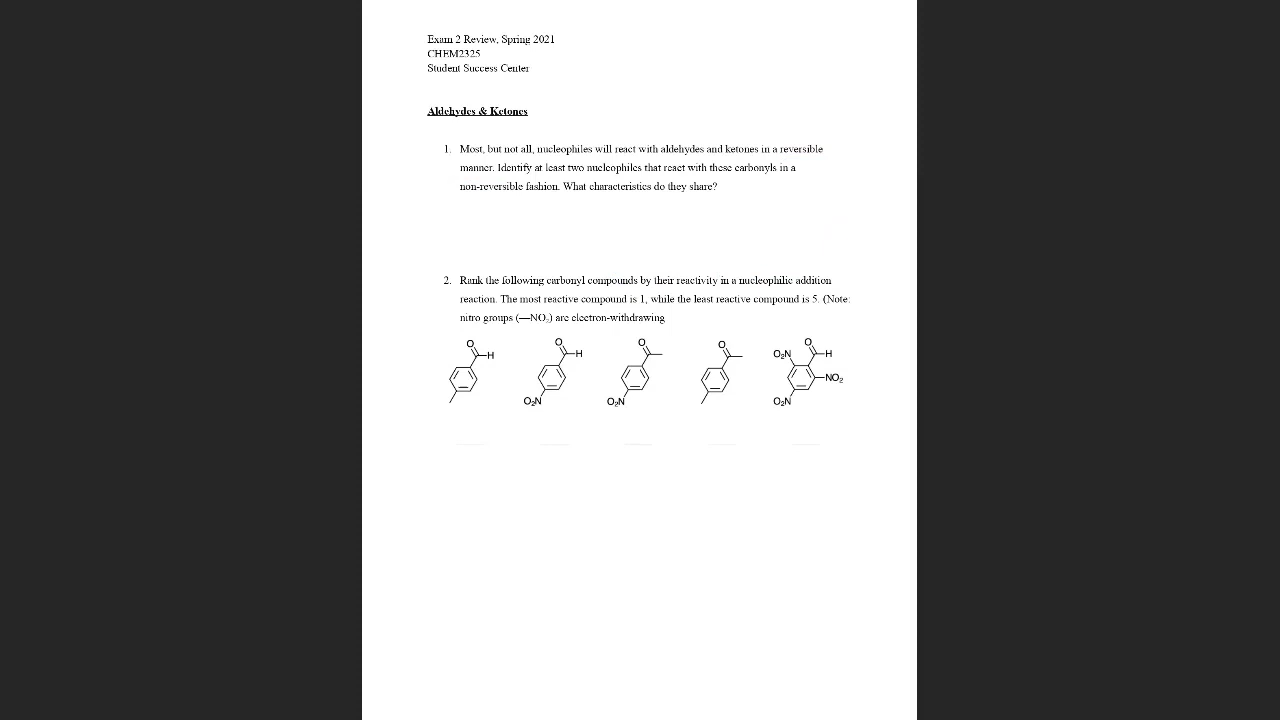 Exam 2 Review, Spring 2021
CHEM2325
Student Success Center
Aldehydes & Ketones
1. Most, but not all, nucleophiles will react with aldehydes and ketones in a reversible
manner. Identify at least two nucleophiles that react with these carbonyls in a
non-reversible fashion. What characteristics do they share?
2. Rank the following carbonyl compounds by their reactivity in a nucleophilic addition
reaction. The most reactive compound is 1, while the least reactive compound is 5. (Note:
nitro groups (—NO₂) are electron-withdrawing
O H
O H O₂N
O O₂N
O
O H O₂N NO₂ O₂N